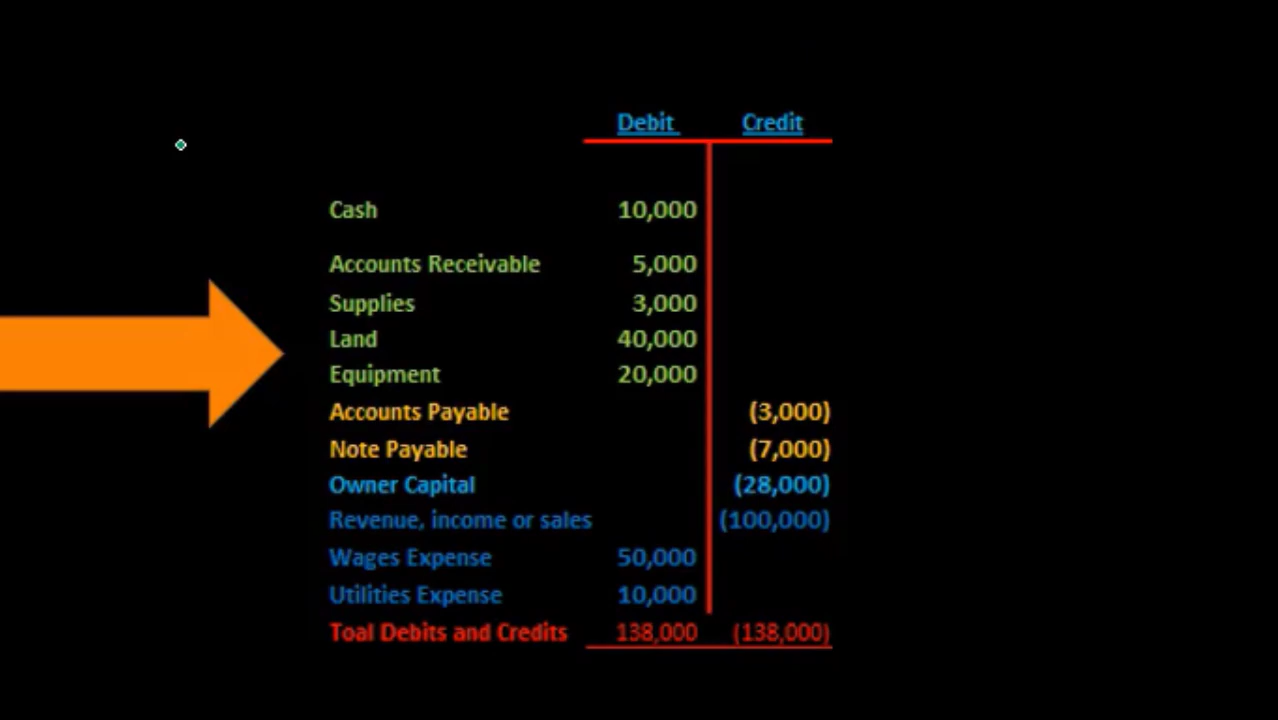 Debit Credit
Cash 10,000
Accounts Receivable 5,000
Supplies 3,000
Land 40,000
Equipment 20,000
Accounts Payable (3,000)
Note Payable (7,000)
Owner Capital (28,000)
Revenue, income or sales (100,000)
Wages Expense 50,000
Utilities Expense 10,000
Toal Debits and Credits 138,000 (138,000)